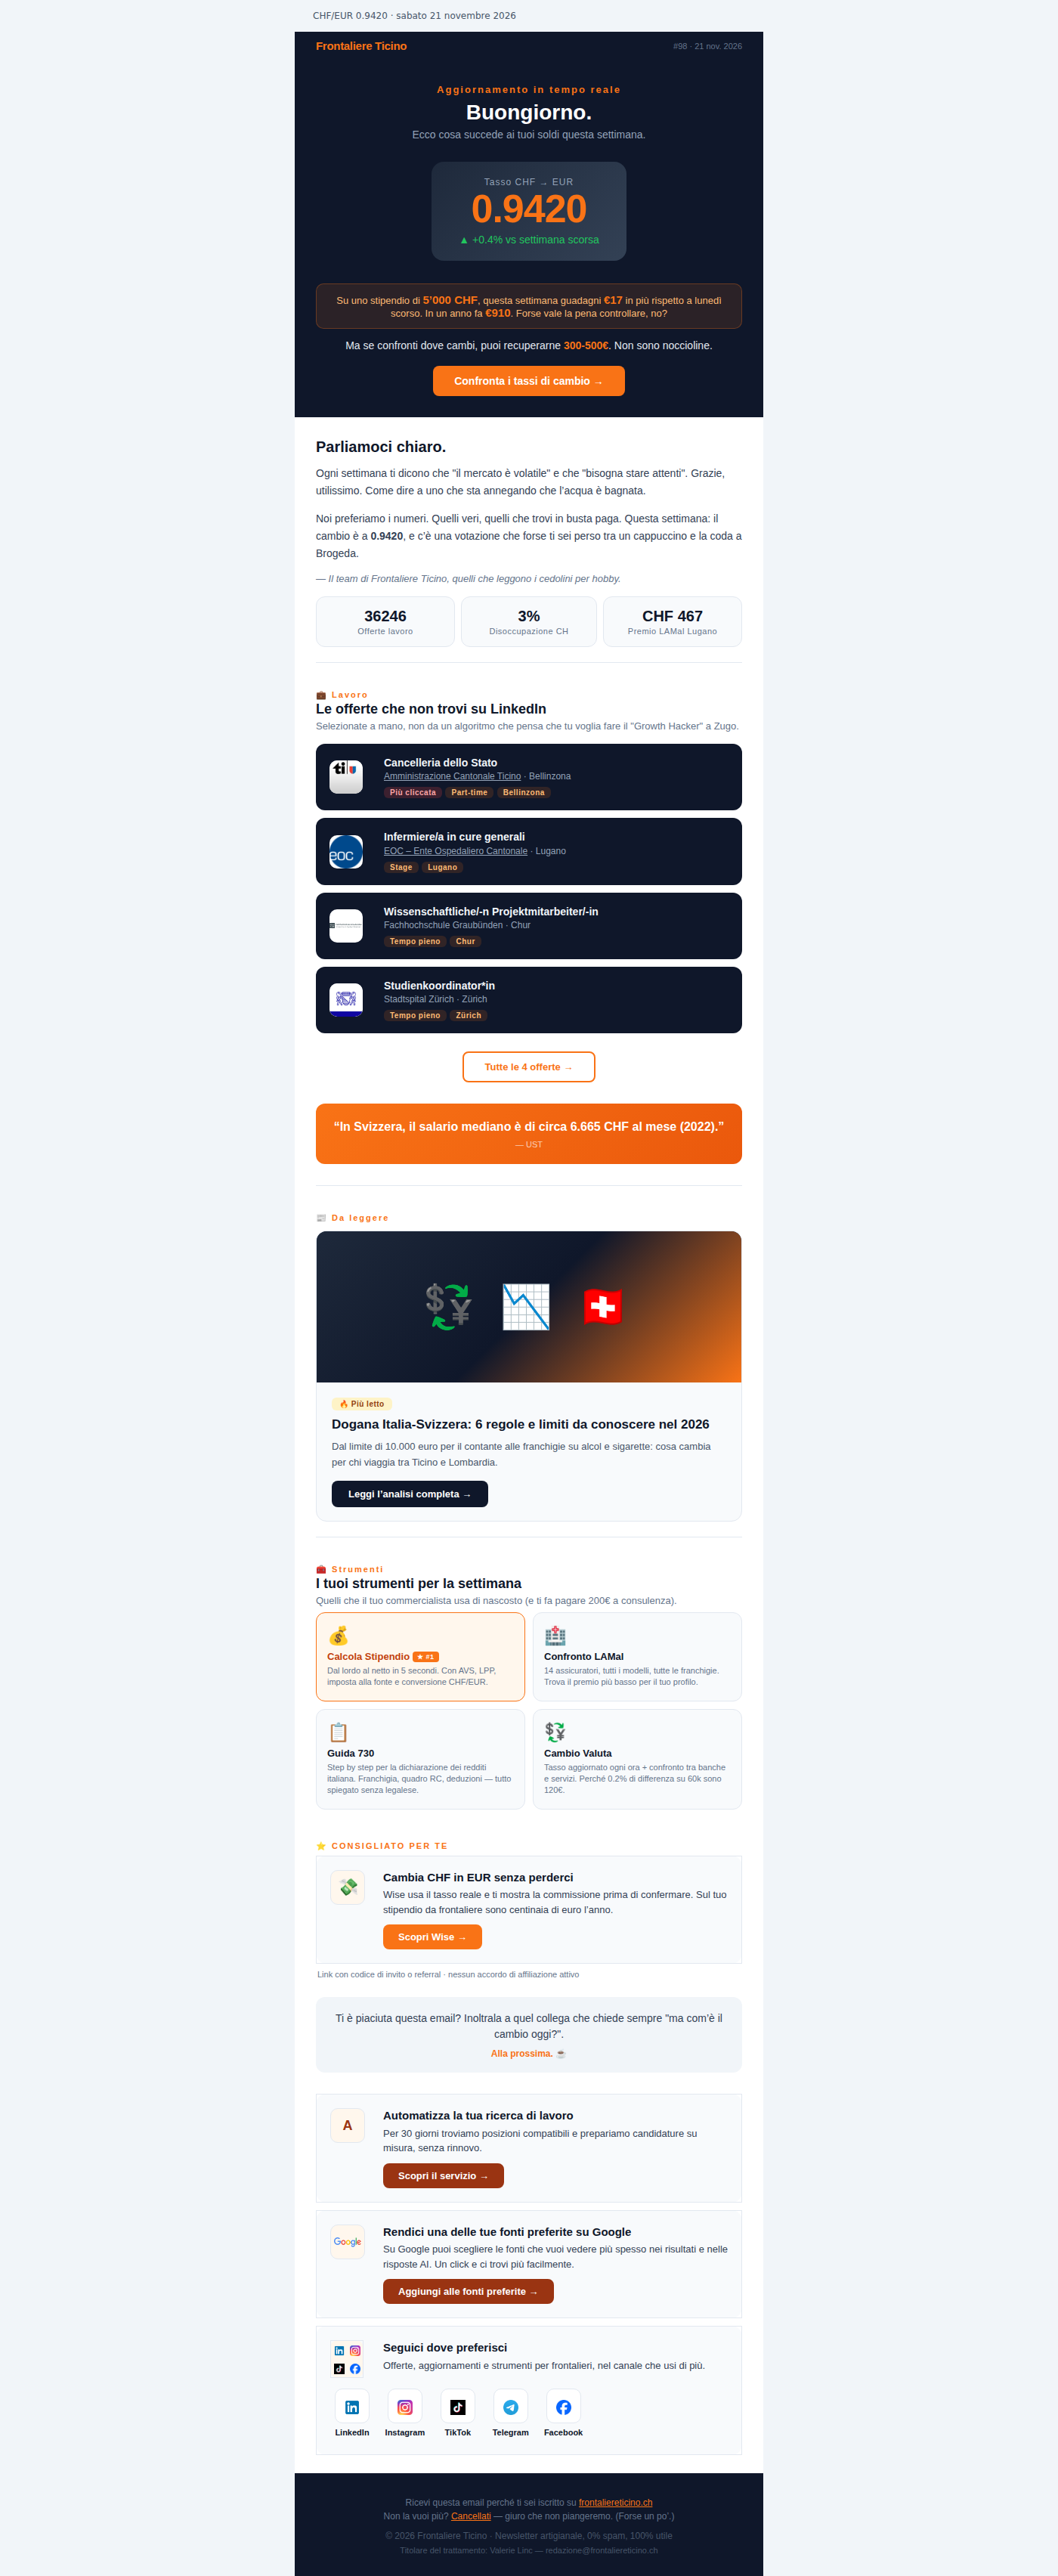 CHF/EUR 0.9420 · sabato 21 novembre 2026
Frontaliere Ticino
#98 · 21 nov. 2026
Aggiornamento in tempo reale
Buongiorno.
Ecco cosa succede ai tuoi soldi questa settimana.
Tasso CHF → EUR
0.9420
▲ +0.4% vs settimana scorsa
Su uno stipendio di 5’000 CHF, questa settimana guadagni €17 in più rispetto a lunedì
scorso. In un anno fa €910. Forse vale la pena controllare, no?
Ma se confronti dove cambi, puoi recuperarne 300-500€. Non sono noccioline.
Confronta i tassi di cambio →
Parliamoci chiaro.
Ogni settimana ti dicono che "il mercato è volatile" e che "bisogna stare attenti". Grazie,
utilissimo. Come dire a uno che sta annegando che l’acqua è bagnata.
Noi preferiamo i numeri. Quelli veri, quelli che trovi in busta paga. Questa settimana: il
cambio è a 0.9420, e c’è una votazione che forse ti sei perso tra un cappuccino e la coda a
Brogeda.
— Il team di Frontaliere Ticino, quelli che leggono i cedolini per hobby.
36246
Offerte lavoro
3%
Disoccupazione CH
CHF 467
Premio LAMal Lugano
💼 Lavoro
Le offerte che non trovi su LinkedIn
Selezionate a mano, non da un algoritmo che pensa che tu voglia fare il "Growth Hacker" a Zugo.
ti
Cancelleria dello Stato
Amministrazione Cantonale Ticino · Bellinzona
Più cliccata Part-time Bellinzona
eoc
Infermiere/a in cure generali
EOC – Ente Ospedaliero Cantonale · Lugano
Stage Lugano
Wissenschaftliche/-n Projektmitarbeiter/-in
Fachhochschule Graubünden · Chur
Tempo pieno Chur
Studienkoordinator*in
Stadtspital Zürich · Zürich
Tempo pieno Zürich
Tutte le 4 offerte →
“In Svizzera, il salario mediano è di circa 6.665 CHF al mese (2022).”
— UST
📰 Da leggere
🔥 Più letto
Dogana Italia-Svizzera: 6 regole e limiti da conoscere nel 2026
Dal limite di 10.000 euro per il contante alle franchigie su alcol e sigarette: cosa cambia
per chi viaggia tra Ticino e Lombardia.
Leggi l’analisi completa →
🧰 Strumenti
I tuoi strumenti per la settimana
Quelli che il tuo commercialista usa di nascosto (e ti fa pagare 200€ a consulenza).
Calcola Stipendio ★ #1
Dal lordo al netto in 5 secondi. Con AVS, LPP,
imposta alla fonte e conversione CHF/EUR.
Confronto LAMal
14 assicuratori, tutti i modelli, tutte le franchigie.
Trova il premio più basso per il tuo profilo.
Guida 730
Step by step per la dichiarazione dei redditi
italiana. Franchigia, quadro RC, deduzioni — tutto
spiegato senza legalese.
Cambio Valuta
Tasso aggiornato ogni ora + confronto tra banche
e servizi. Perché 0.2% di differenza su 60k sono
120€.
⭐ CONSIGLIATO PER TE
Cambia CHF in EUR senza perderci
Wise usa il tasso reale e ti mostra la commissione prima di confermare. Sul tuo
stipendio da frontaliere sono centinaia di euro l’anno.
Scopri Wise →
Link con codice di invito o referral · nessun accordo di affiliazione attivo
Ti è piaciuta questa email? Inoltrala a quel collega che chiede sempre "ma com’è il
cambio oggi?".
Alla prossima. ☕
A
Automatizza la tua ricerca di lavoro
Per 30 giorni troviamo posizioni compatibili e prepariamo candidature su
misura, senza rinnovo.
Scopri il servizio →
Google
Rendici una delle tue fonti preferite su Google
Su Google puoi scegliere le fonti che vuoi vedere più spesso nei risultati e nelle
risposte AI. Un click e ci trovi più facilmente.
Aggiungi alle fonti preferite →
Seguici dove preferisci
Offerte, aggiornamenti e strumenti per frontalieri, nel canale che usi di più.
LinkedIn Instagram TikTok Telegram Facebook
Ricevi questa email perché ti sei iscritto su frontaliereticino.ch
Non la vuoi più? Cancellati — giuro che non piangeremo. (Forse un po’.)
© 2026 Frontaliere Ticino · Newsletter artigianale, 0% spam, 100% utile
Titolare del trattamento: Valerie Linc — redazione@frontaliereticino.ch